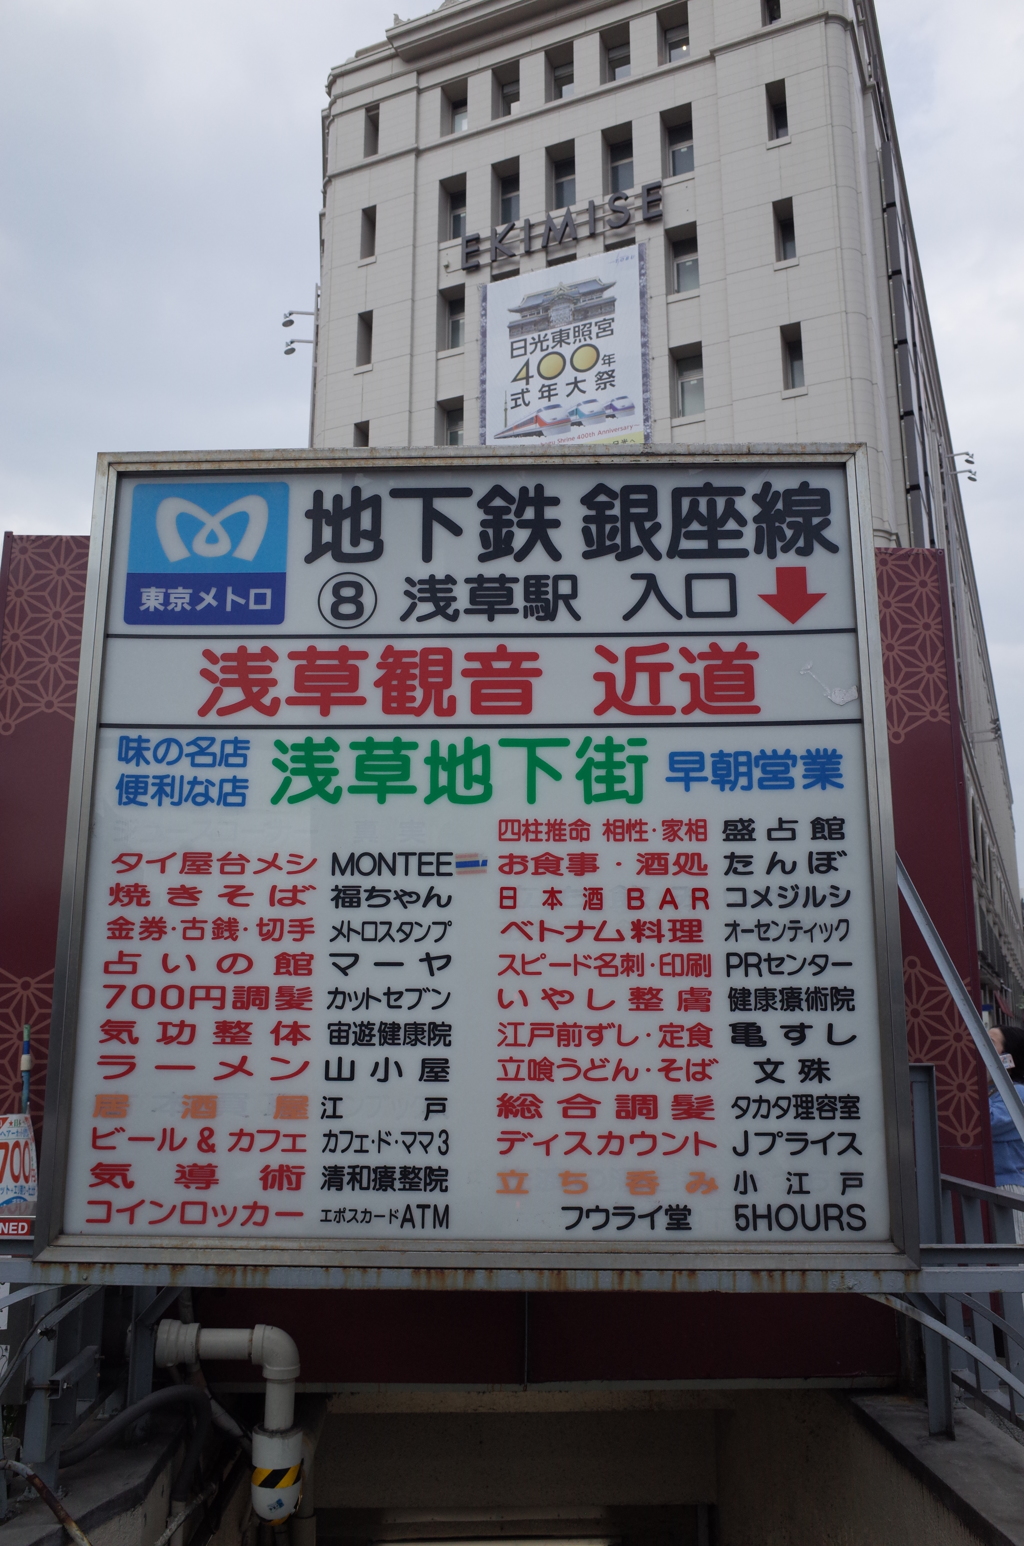 EKIMISE
日光東照宮
400年
式年大祭
Shrine 400th Anniversary
東京メトロ
地下鉄 銀座線
⑧ 浅草駅 入口
浅草観音 近道
味の名店
便利な店
浅草地下街
早朝営業
タイ屋台メシ MONTEE
焼きそば 福ちゃん
金券・古銭・切手 メトロスタンプ
占いの館 マーヤ
700円調髪 カットセブン
気功整体 宙遊健康院
ラーメン 山小屋
居酒屋 江戸
ビール&カフェ カフェ・ド・ママ3
気導術 清和療整院
コインロッカー エポスカードATM
四柱推命 相性・家相 盛占館
お食事・酒処 たんぼ
日本酒BAR コメジルシ
ベトナム料理 オーセンティック
スピード名刺・印刷 PRセンター
いやし整膚 健康療術院
江戸前ずし・定食 亀すし
立喰うどん・そば 文殊
総合調髪 タカタ理容室
ディスカウント Jプライス
立ち呑み 小江戸
フウライ堂 5HOURS
700
NED